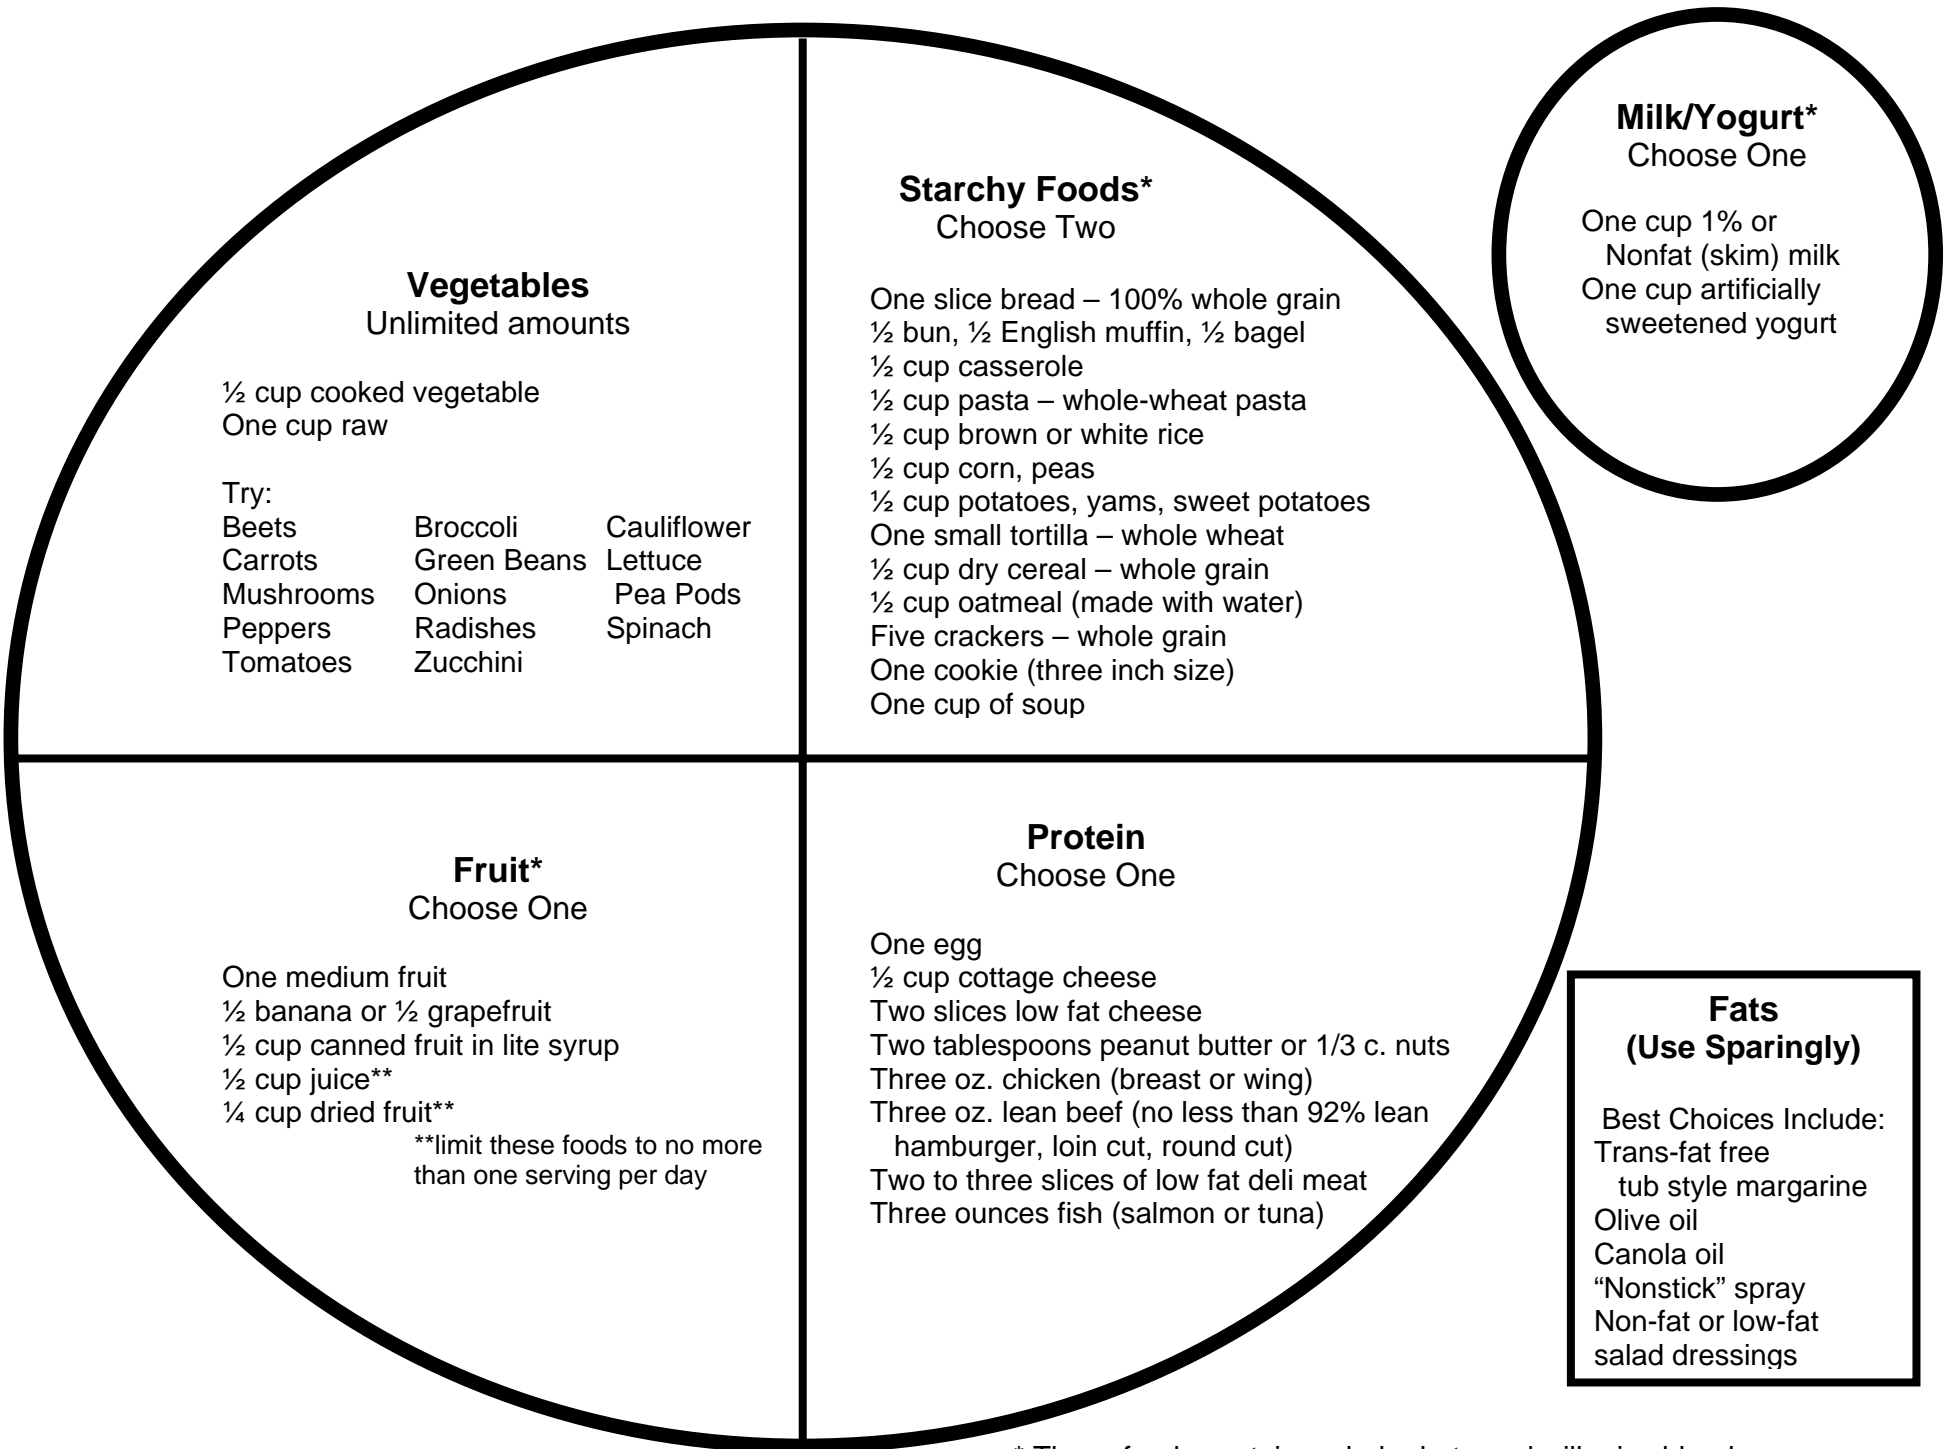 Vegetables
Unlimited amounts
½ cup cooked vegetable
One cup raw
Try:
Beets Broccoli Cauliflower
Carrots Green Beans Lettuce
Mushrooms Onions Pea Pods
Peppers Radishes Spinach
Tomatoes Zucchini
Starchy Foods*
Choose Two
One slice bread – 100% whole grain
½ bun, ½ English muffin, ½ bagel
½ cup casserole
½ cup pasta – whole-wheat pasta
½ cup brown or white rice
½ cup corn, peas
½ cup potatoes, yams, sweet potatoes
One small tortilla – whole wheat
½ cup dry cereal – whole grain
½ cup oatmeal (made with water)
Five crackers – whole grain
One cookie (three inch size)
One cup of soup
Milk/Yogurt*
Choose One
One cup 1% or
Nonfat (skim) milk
One cup artificially
sweetened yogurt
Fruit*
Choose One
One medium fruit
½ banana or ½ grapefruit
½ cup canned fruit in lite syrup
½ cup juice**
¼ cup dried fruit**
**limit these foods to no more
than one serving per day
Protein
Choose One
One egg
½ cup cottage cheese
Two slices low fat cheese
Two tablespoons peanut butter or 1/3 c. nuts
Three oz. chicken (breast or wing)
Three oz. lean beef (no less than 92% lean
hamburger, loin cut, round cut)
Two to three slices of low fat deli meat
Three ounces fish (salmon or tuna)
Fats
(Use Sparingly)
Best Choices Include:
Trans-fat free
tub style margarine
Olive oil
Canola oil
“Nonstick” spray
Non-fat or low-fat
salad dressings